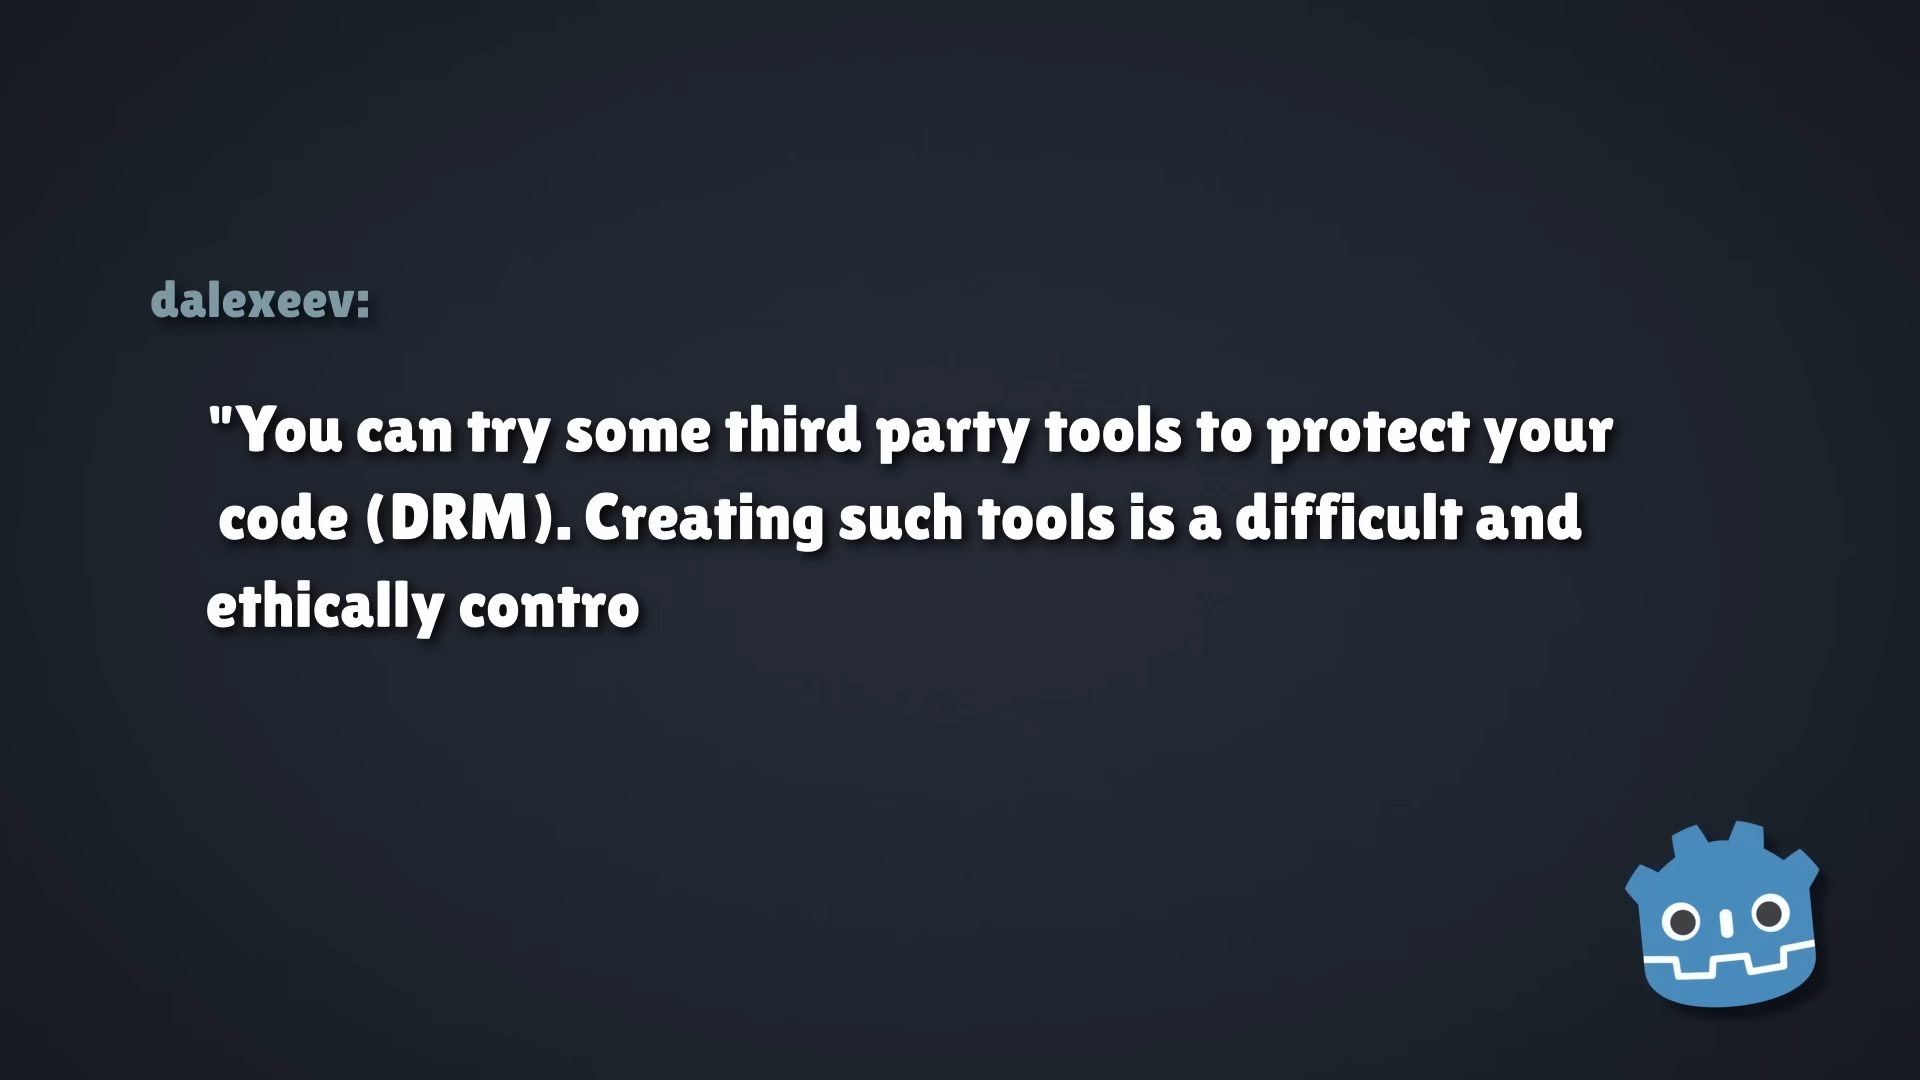 dalexeev:
"You can try some third party tools to protect your
code (DRM). Creating such tools is a difficult and
ethically contro